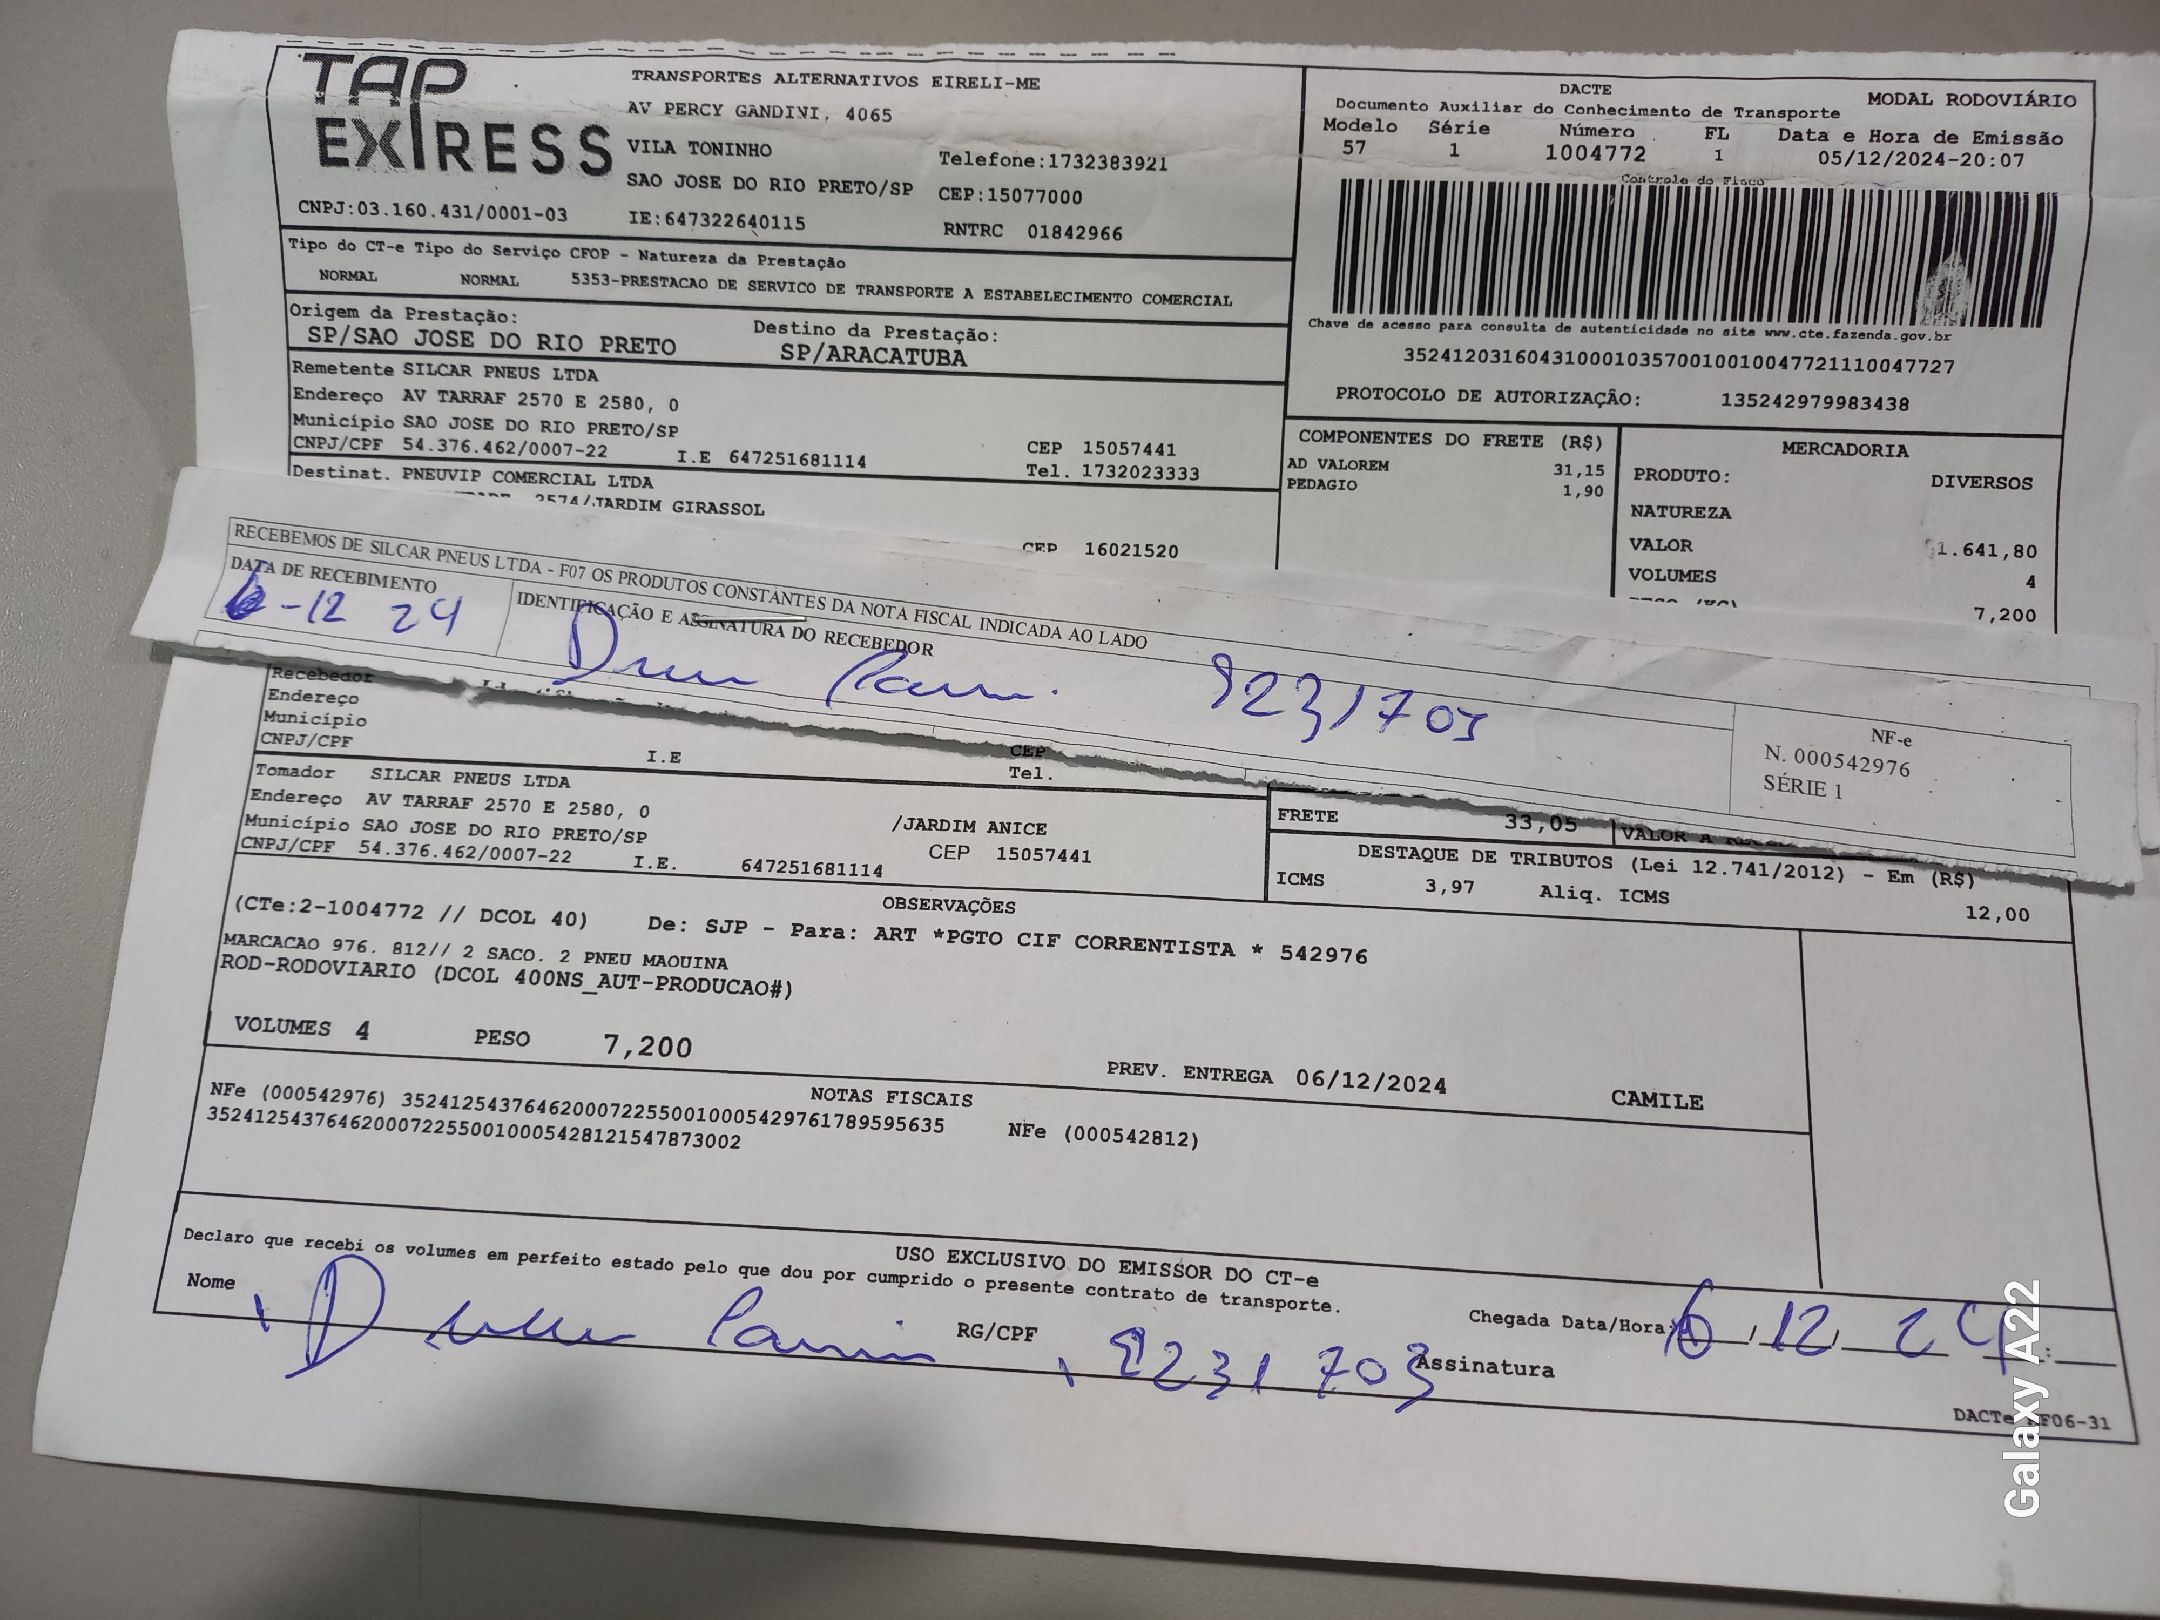 TAP
EXPRESS
TRANSPORTES ALTERNATIVOS EIRELI-ME
AV PERCY GANDINI, 4065
VILA TONINHO
Telefone:1732383921
SAO JOSE DO RIO PRETO/SP CEP:15077000
CNPJ:03.160.431/0001-03 IE:647322640115 RNTRC 01842966
DACTE
MODAL RODOVIÁRIO
Documento Auxiliar do Conhecimento de Transporte
Modelo Série Número FL Data e Hora de Emissão
57 1 1004772 1 05/12/2024-20:07
Controle do Fisco
Chave de acesso para consulta de autenticidade no site www.cte.fazenda.gov.br
35241203160431000103570010010047721110047727
PROTOCOLO DE AUTORIZAÇÃO: 135242979983438
Tipo do CT-e Tipo do Serviço CFOP - Natureza da Prestação
NORMAL NORMAL 5353-PRESTACAO DE SERVICO DE TRANSPORTE A ESTABELECIMENTO COMERCIAL
Origem da Prestação: Destino da Prestação:
SP/SAO JOSE DO RIO PRETO SP/ARACATUBA
Remetente SILCAR PNEUS LTDA
Endereço AV TARRAF 2570 E 2580, 0
Município SAO JOSE DO RIO PRETO/SP CEP 15057441
CNPJ/CPF 54.376.462/0007-22 I.E 647251681114 Tel. 1732023333
Destinat. PNEUVIP COMERCIAL LTDA
2574/JARDIM GIRASSOL
CEP 16021520
COMPONENTES DO FRETE (R$)
AD VALOREM 31,15
PEDAGIO 1,90
MERCADORIA
PRODUTO: DIVERSOS
NATUREZA
VALOR 1.641,80
VOLUMES 4
7,200
RECEBEMOS DE SILCAR PNEUS LTDA - F07 OS PRODUTOS CONSTANTES DA NOTA FISCAL INDICADA AO LADO
DATA DE RECEBIMENTO IDENTIFICAÇÃO E ASSINATURA DO RECEBEDOR
6-12 24 9231703
NF-e
N. 000542976
SÉRIE 1
Recebedor
Endereço
Município CEP
CNPJ/CPF I.E Tel.
Tomador SILCAR PNEUS LTDA
Endereço AV TARRAF 2570 E 2580, 0 /JARDIM ANICE
Município SAO JOSE DO RIO PRETO/SP CEP 15057441
CNPJ/CPF 54.376.462/0007-22 I.E. 647251681114
FRETE 33,05 VALOR A
DESTAQUE DE TRIBUTOS (Lei 12.741/2012) - Em (R$)
ICMS 3,97 Aliq. ICMS 12,00
OBSERVAÇÕES
(CTe:2-1004772 // DCOL 40) De: SJP - Para: ART *PGTO CIF CORRENTISTA * 542976
MARCACAO 976. 812// 2 SACO. 2 PNEU MAQUINA
ROD-RODOVIARIO (DCOL 400NS_AUT-PRODUCAO#)
VOLUMES 4 PESO 7,200 PREV. ENTREGA 06/12/2024 CAMILE
NOTAS FISCAIS
NFe (000542976) 35241254376462000722550010005429761789595635 NFe (000542812)
35241254376462000722550010005428121547873002
USO EXCLUSIVO DO EMISSOR DO CT-e
Declaro que recebi os volumes em perfeito estado pelo que dou por cumprido o presente contrato de transporte.
Nome RG/CPF 9231703 Assinatura
Chegada Data/Hora: 6/12/24 :
DACTe
F06-31
Galaxy A22